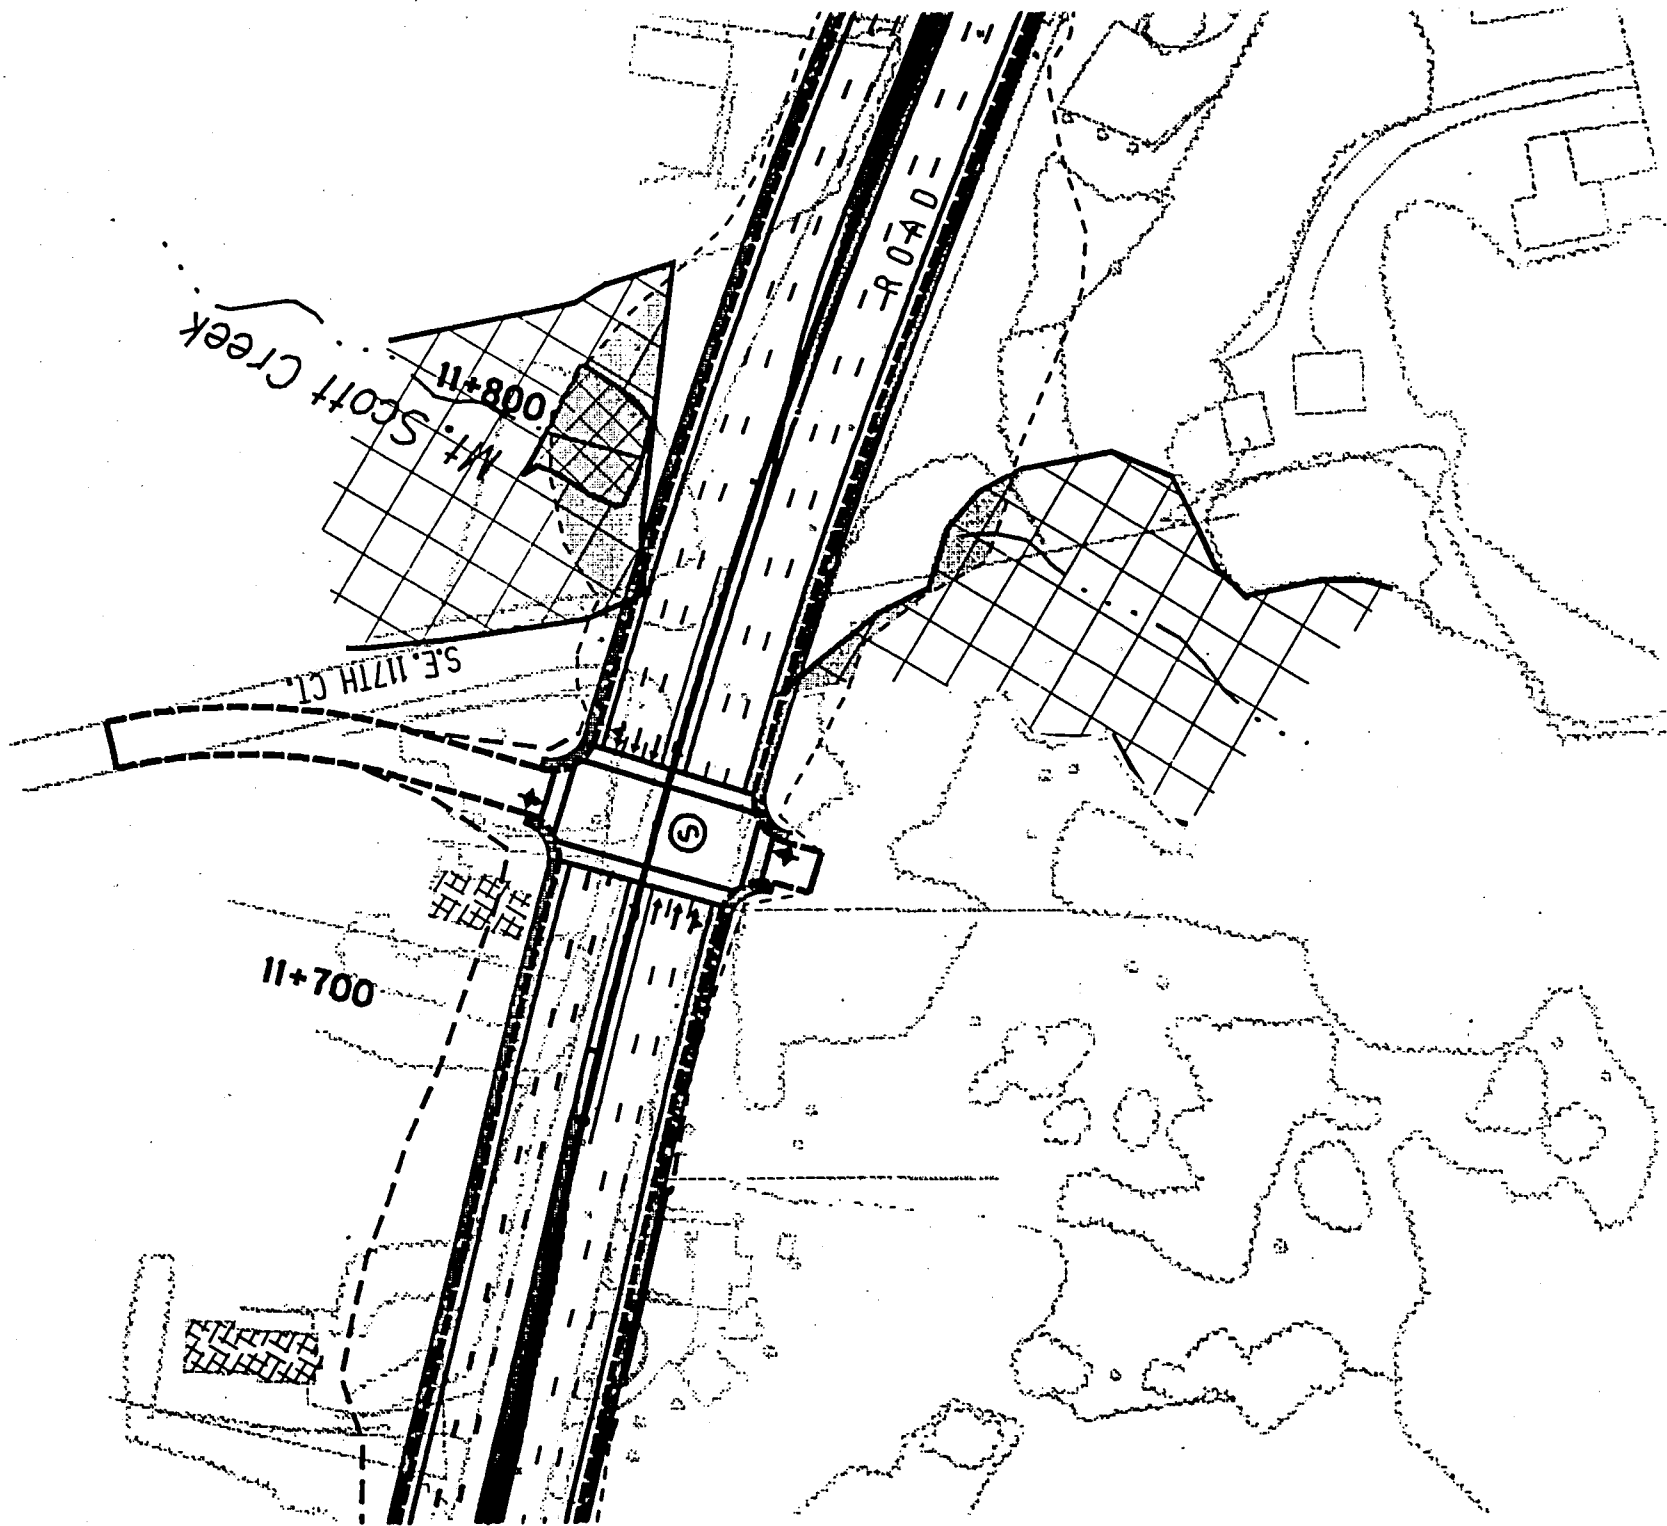 ROAD
Mt. Scott Creek
11+800
S.E. 117TH CT.
S
11+700